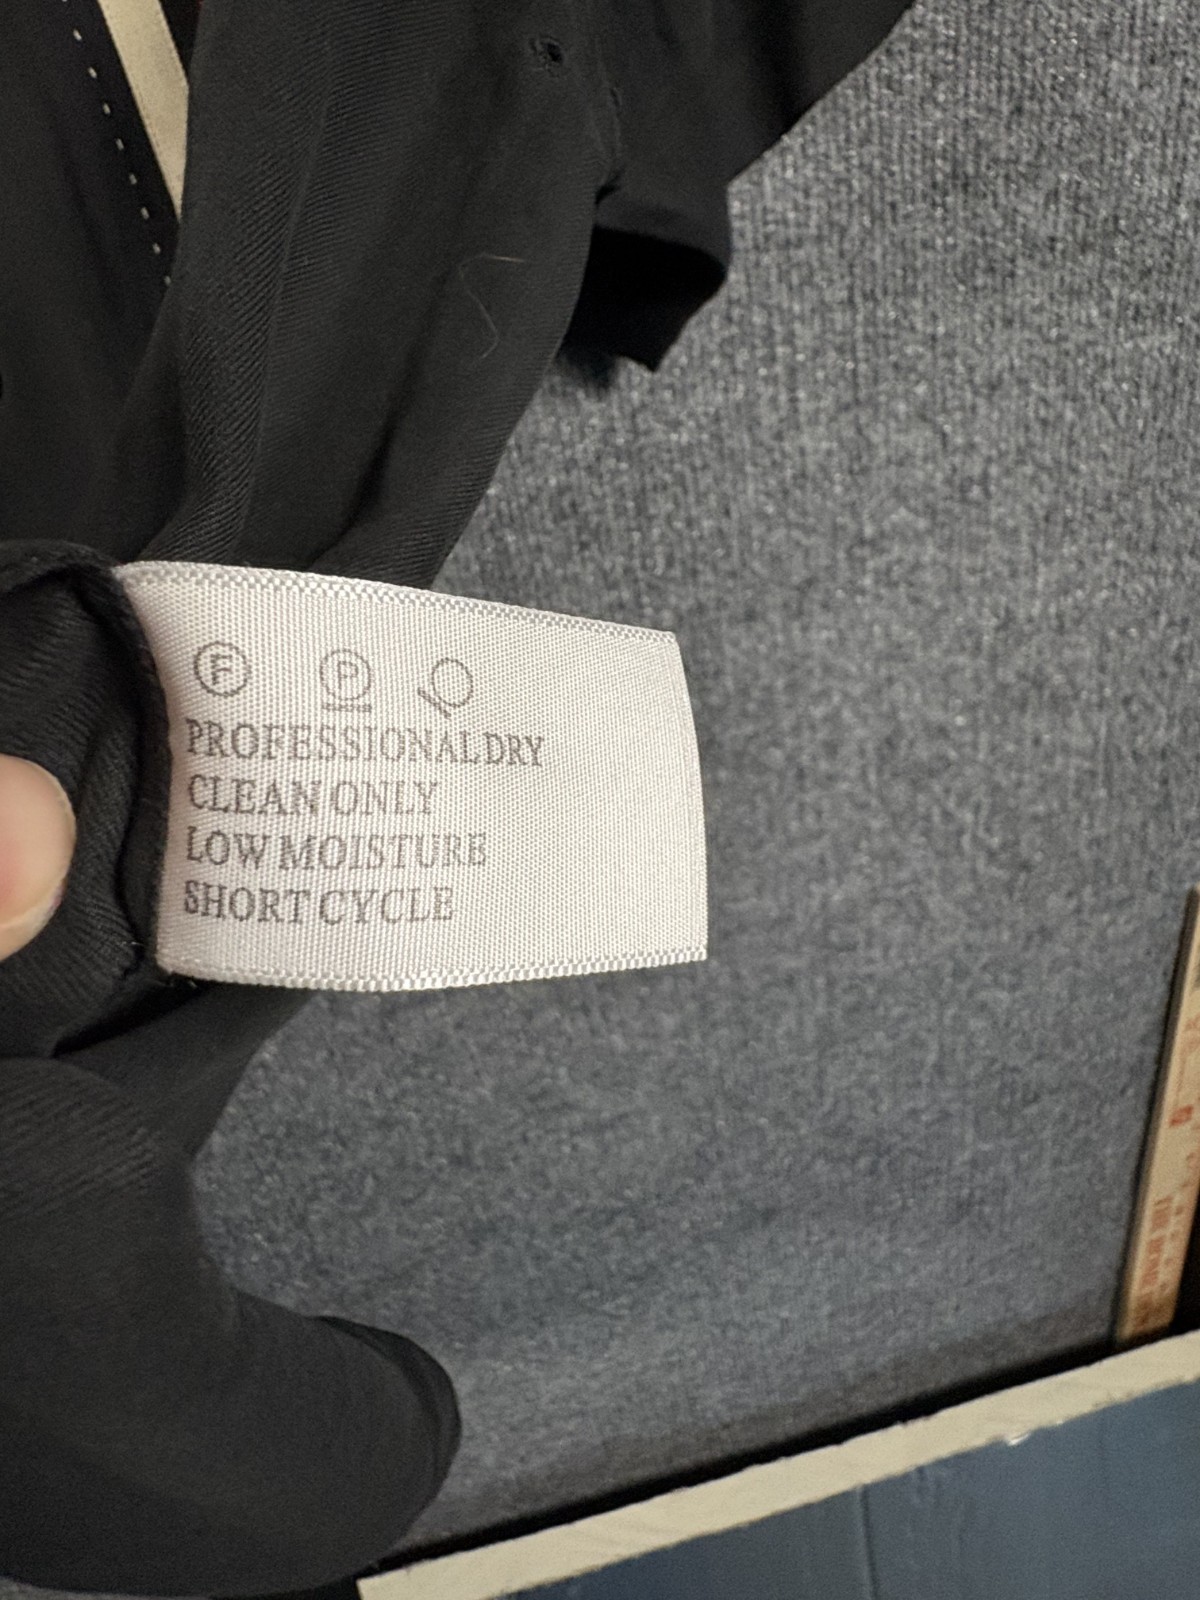 F P
PROFESSIONAL DRY
CLEAN ONLY
LOW MOISTURE
SHORT CYCLE